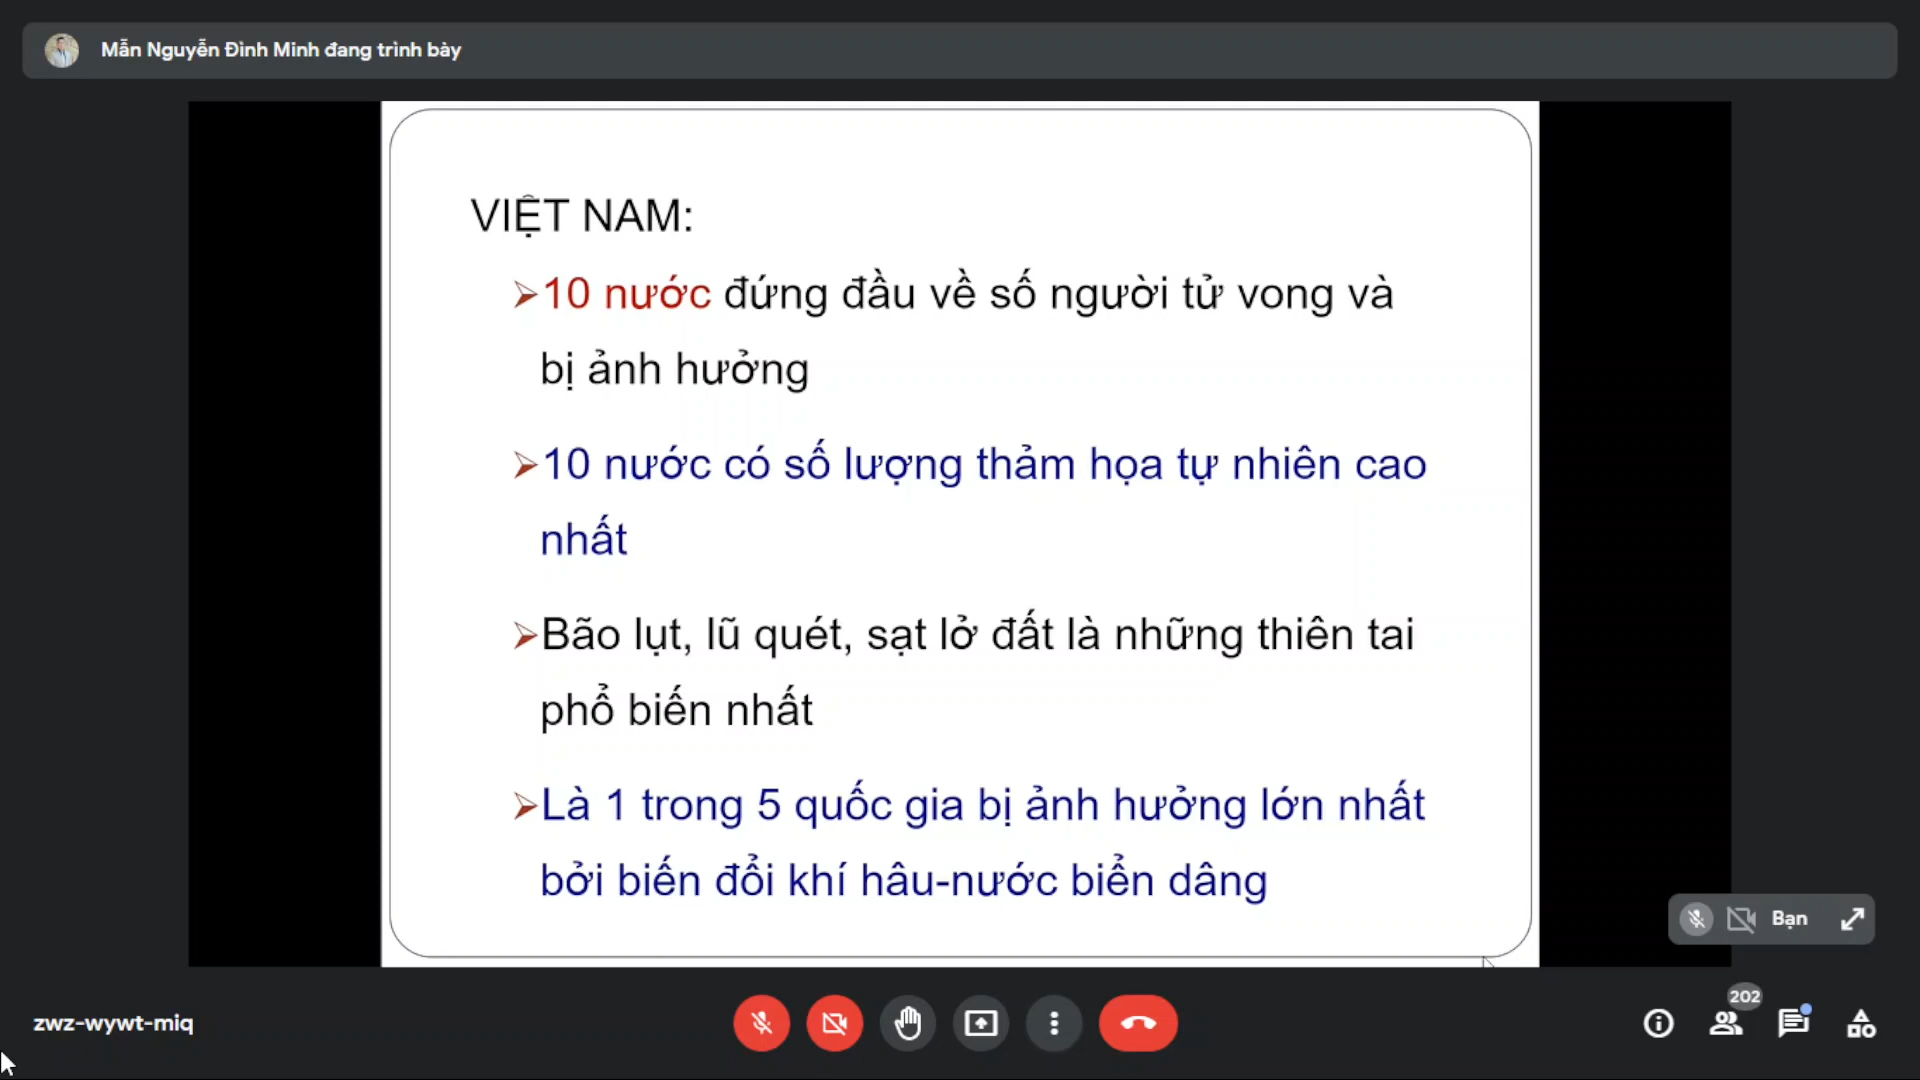 Mẫn Nguyễn Đình Minh đang trình bày
VIỆT NAM:
➢10 nước đứng đầu về số người tử vong và
bị ảnh hưởng
➢10 nước có số lượng thảm họa tự nhiên cao
nhất
➢Bão lụt, lũ quét, sạt lở đất là những thiên tai
phổ biến nhất
➢Là 1 trong 5 quốc gia bị ảnh hưởng lớn nhất
bởi biến đổi khí hâu-nước biển dâng
Bạn
202
zwz-wywt-miq